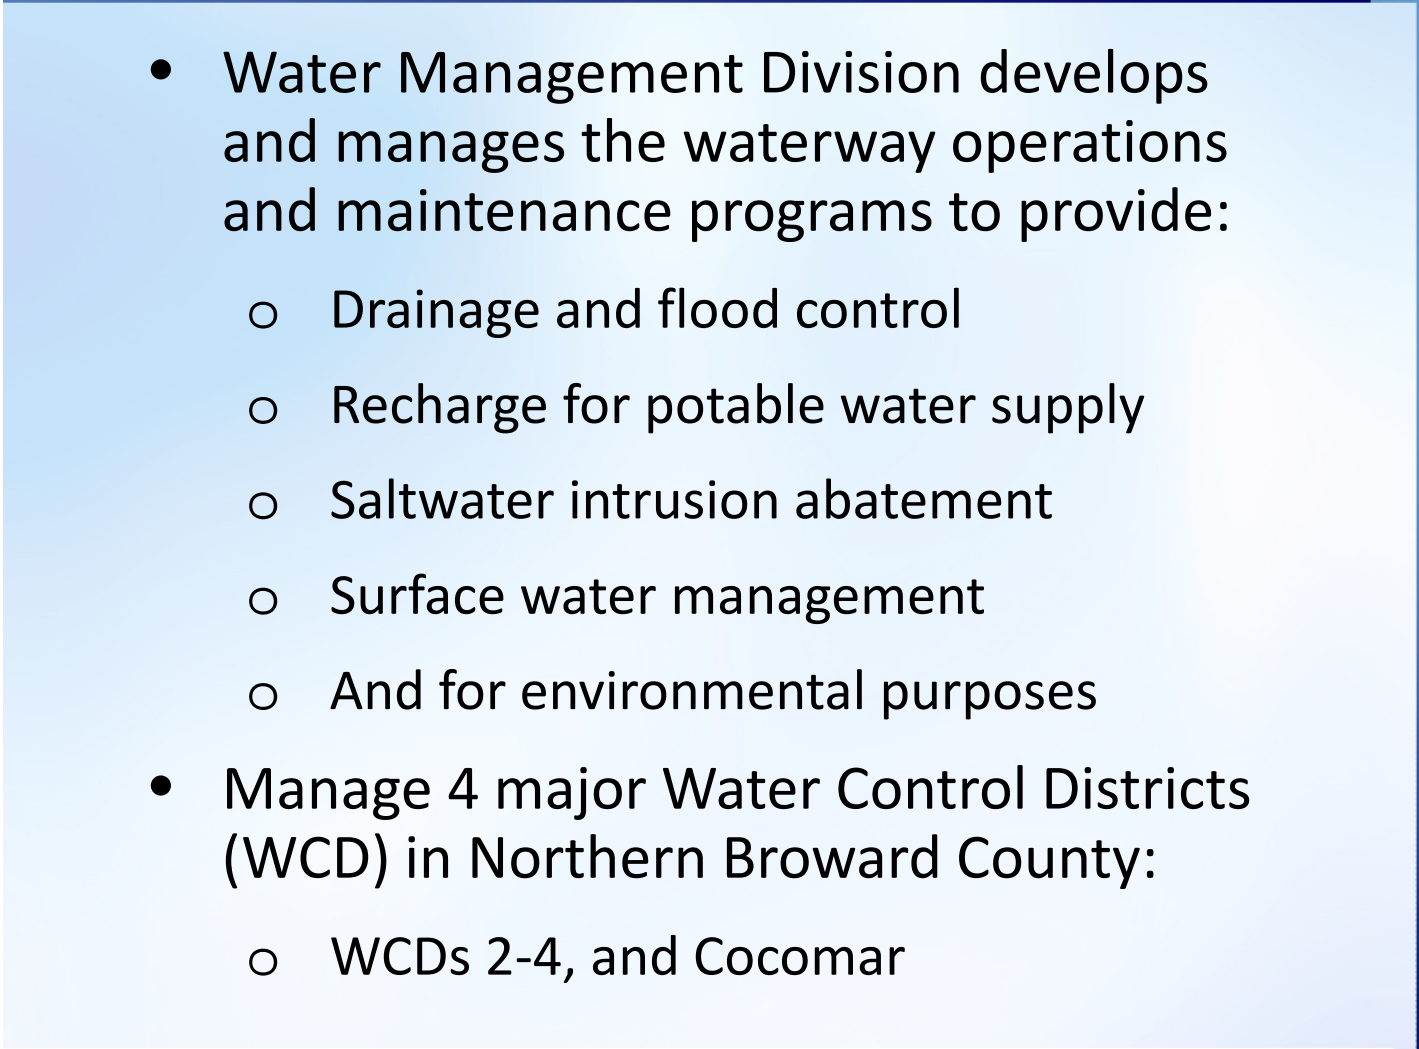 • Water Management Division develops
and manages the waterway operations
and maintenance programs to provide:
o Drainage and flood control
o Recharge for potable water supply
o Saltwater intrusion abatement
o Surface water management
o And for environmental purposes
• Manage 4 major Water Control Districts
(WCD) in Northern Broward County:
o WCDs 2-4, and Cocomar